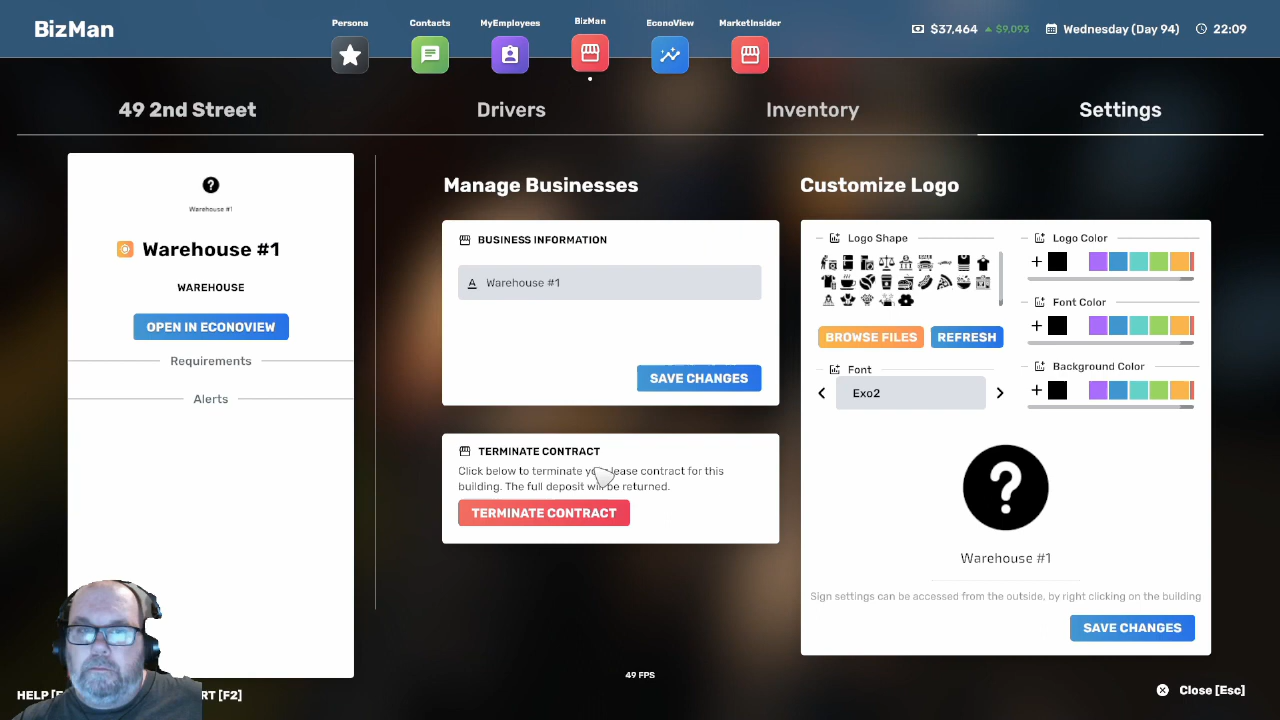 BizMan
Persona
Contacts
MyEmployees
BizMan
EconoView
MarketInsider
$37,464
$9,093
Wednesday (Day 94)
22:09
49 2nd Street
Drivers
Inventory
Settings
Warehouse #1
Warehouse #1
WAREHOUSE
OPEN IN ECONOVIEW
Requirements
Alerts
Manage Businesses
BUSINESS INFORMATION
Warehouse #1
SAVE CHANGES
TERMINATE CONTRACT
Click below to terminate your lease contract for this
building. The full deposit will be returned.
TERMINATE CONTRACT
Customize Logo
Logo Shape
BROWSE FILES
REFRESH
Font
Exo2
Logo Color
Font Color
Background Color
Warehouse #1
Sign settings can be accessed from the outside, by right clicking on the building
SAVE CHANGES
49 FPS
HELP
RT [F2]
Close [Esc]